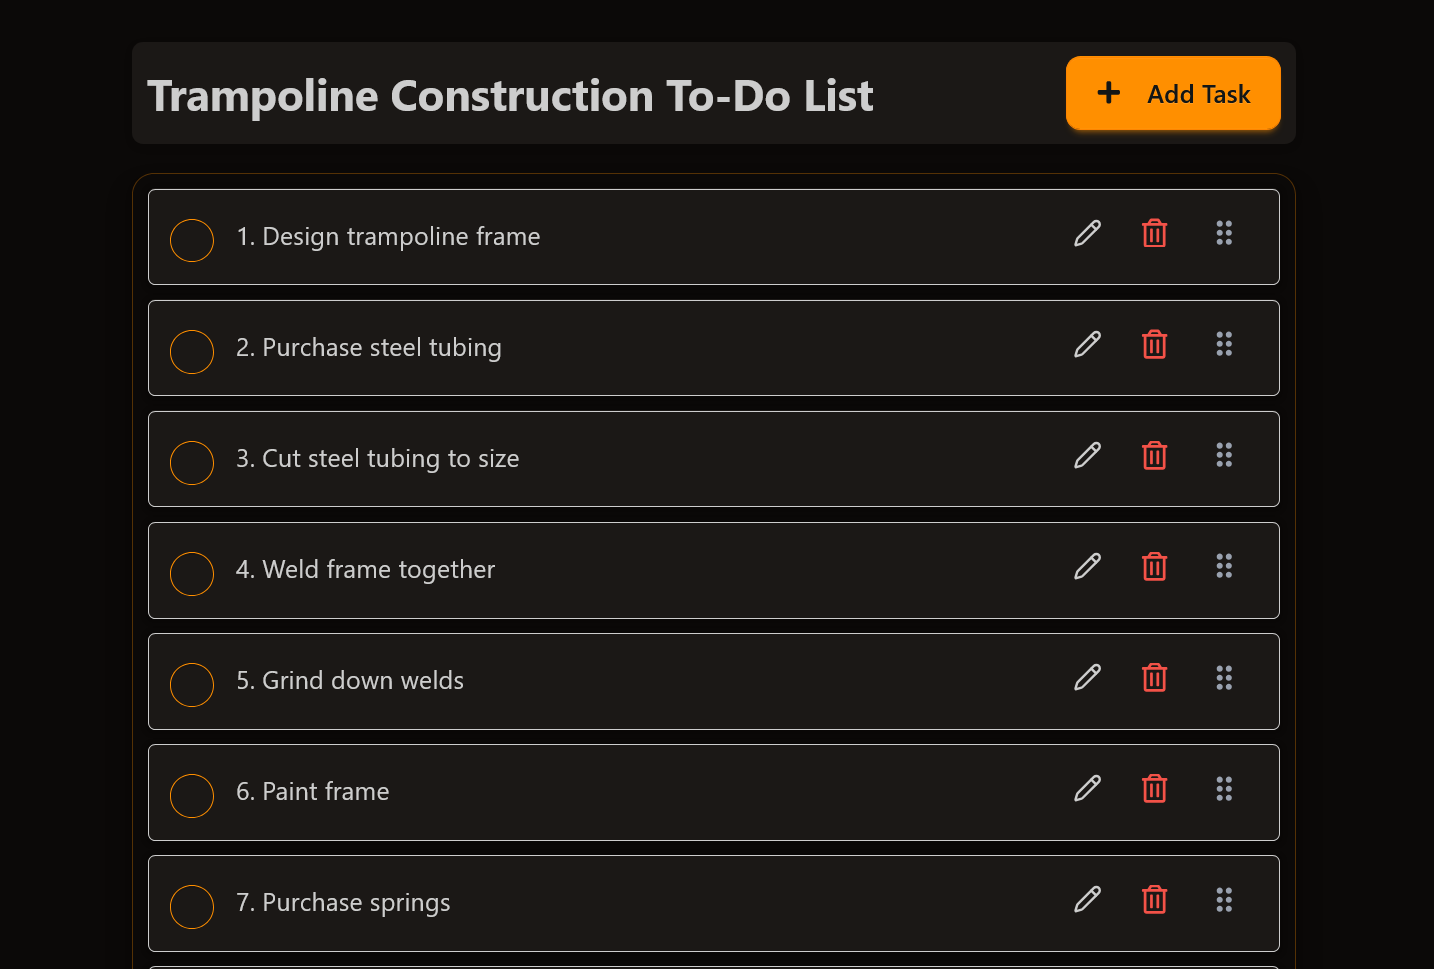 Trampoline Construction To-Do List
Add Task
1. Design trampoline frame
2. Purchase steel tubing
3. Cut steel tubing to size
4. Weld frame together
5. Grind down welds
6. Paint frame
7. Purchase springs